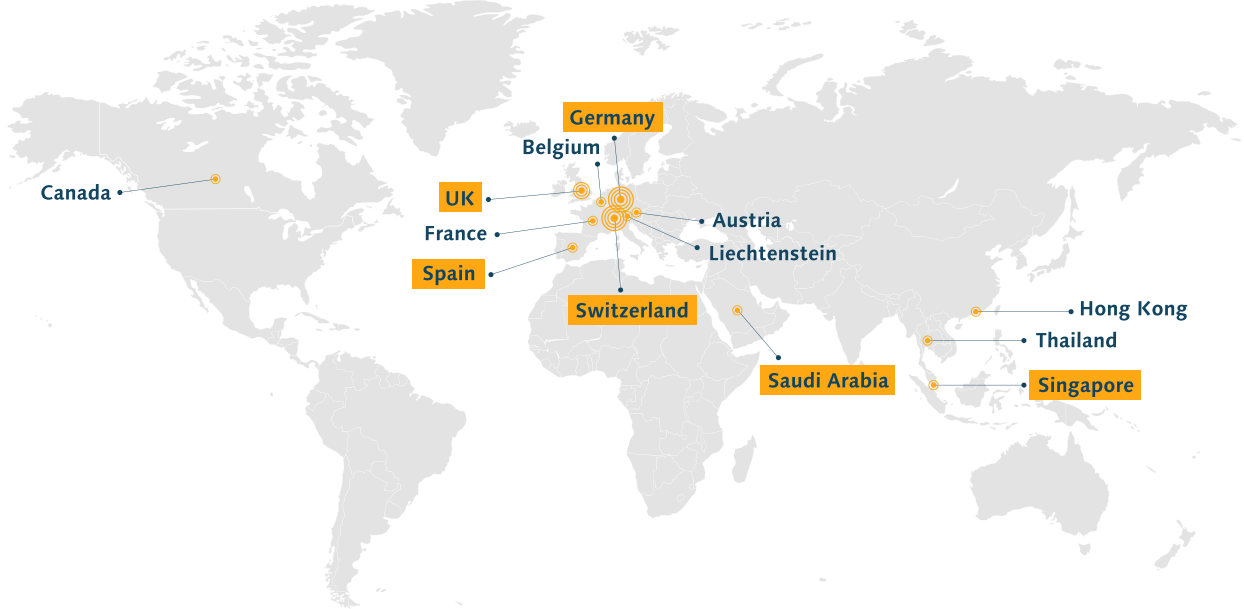 Germany
Belgium
Canada
UK
Austria
France
Liechtenstein
Spain
Switzerland
Hong Kong
Thailand
Saudi Arabia
Singapore